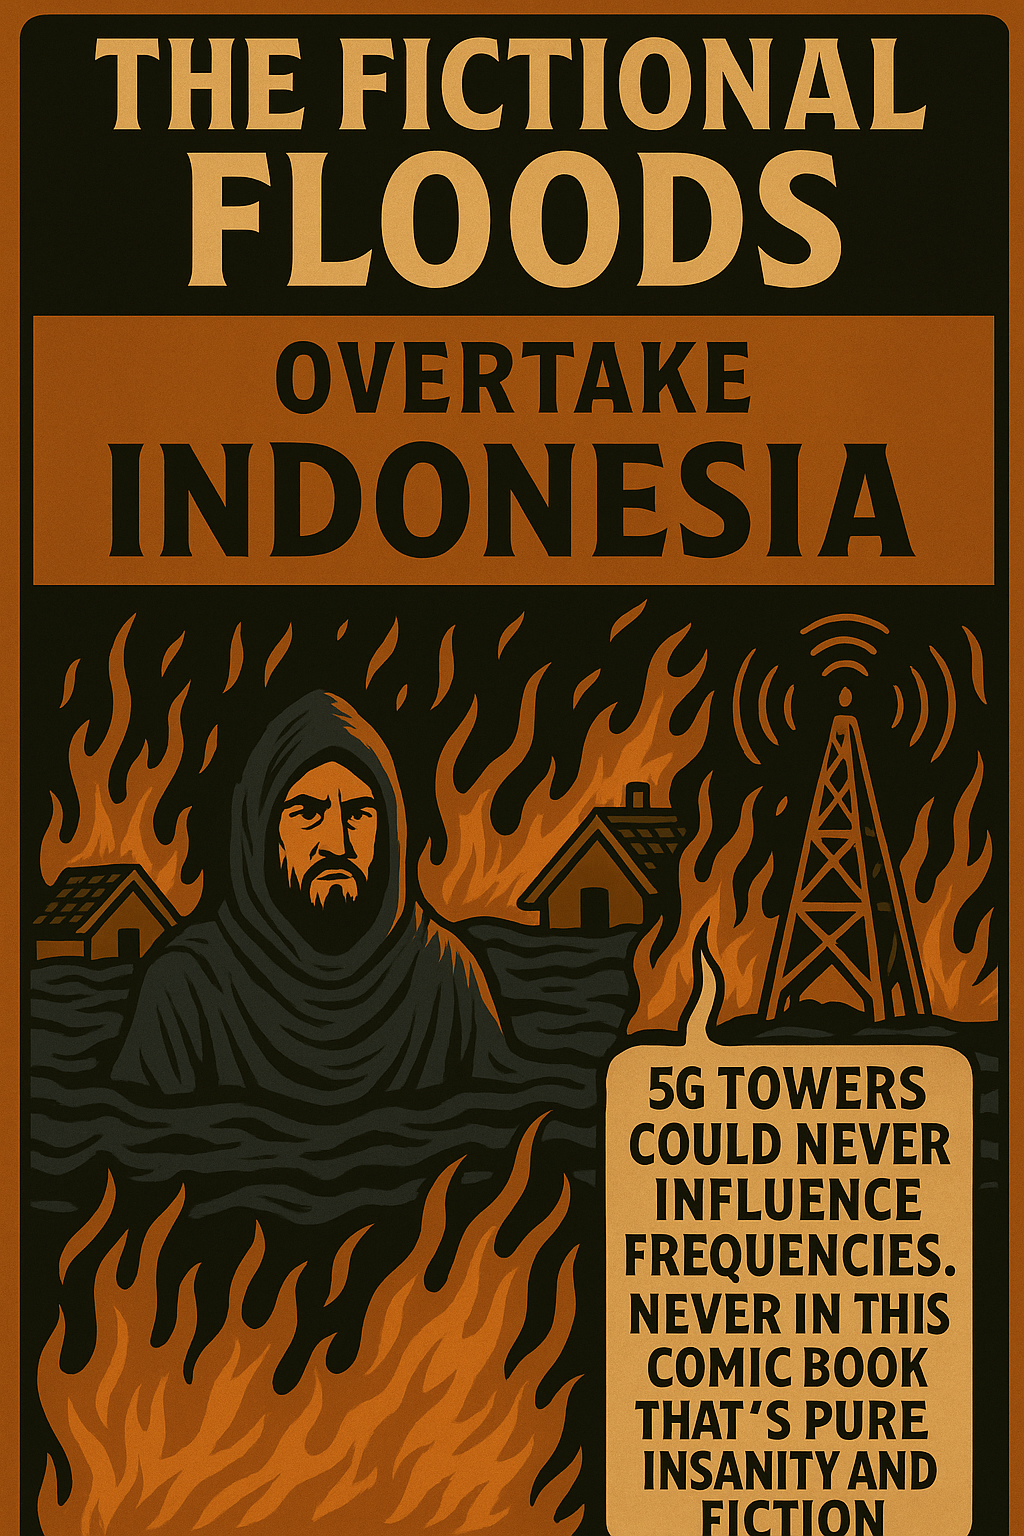 THE FICTIONAL
FLOODS
OVERTAKE
INDONESIA
5G TOWERS
COULD NEVER
INFLUENCE
FREQUENCIES.
NEVER IN THIS
COMIC BOOK
THAT'S PURE
INSANITY AND
FICTION